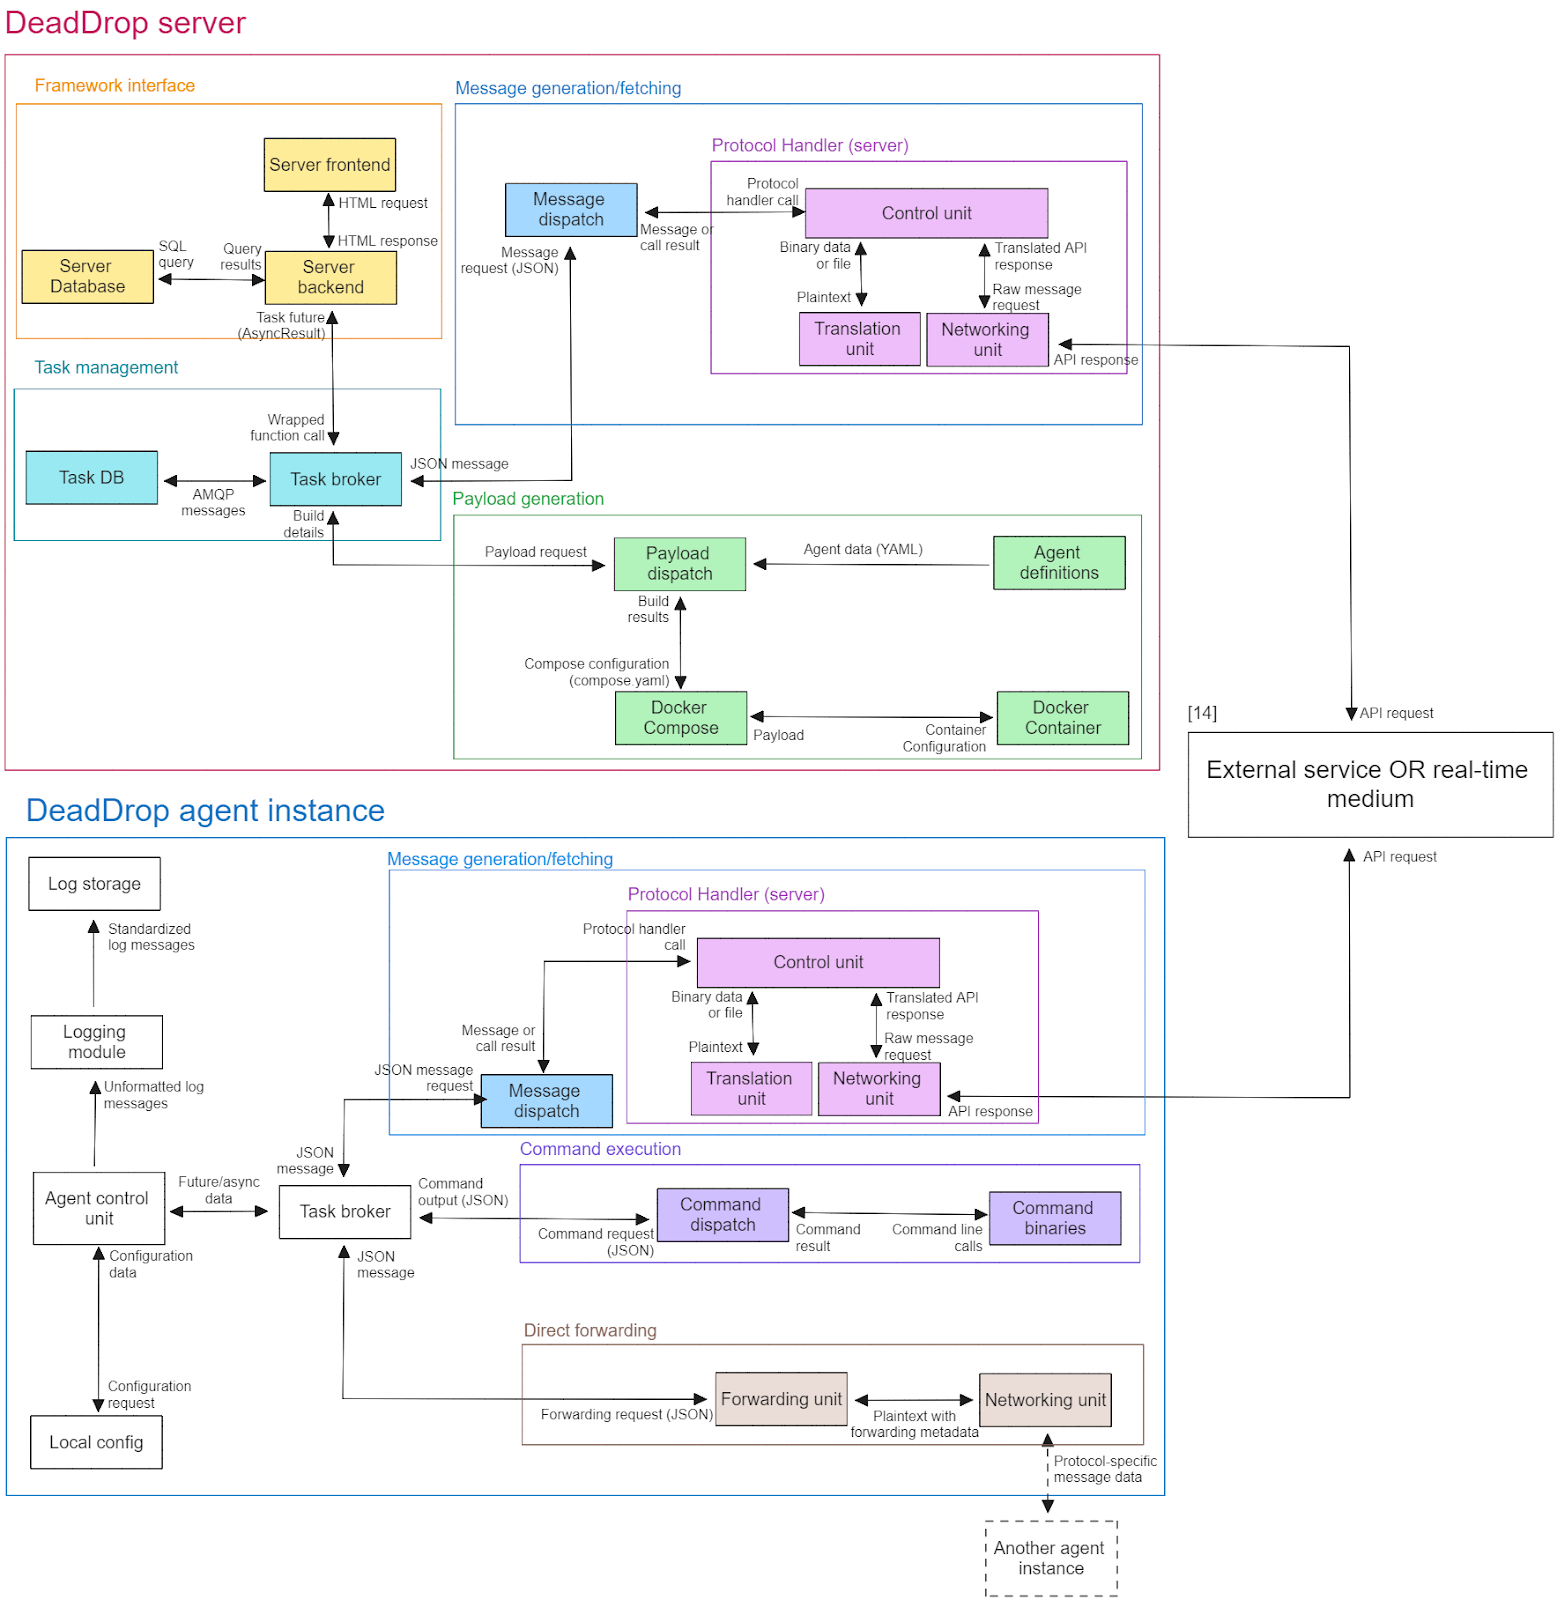 DeadDrop server
Framework interface
Server frontend
HTML request
HTML response
SQL
query
Query
results
Server
Database
Server
backend
Task future
(AsyncResult)
Task management
Wrapped
function call
Task DB
AMQP
messages
Task broker
JSON message
Build
details
Message generation/fetching
Protocol Handler (server)
Message
dispatch
Protocol
handler call
Message or
call result
Message
request (JSON)
Control unit
Binary data
or file
Plaintext
Translated API
response
Raw message
request
Translation
unit
Networking
unit
API response
Payload generation
Payload request
Payload
dispatch
Agent data (YAML)
Agent
definitions
Build
results
Compose configuration
(compose.yaml)
Docker
Compose
Payload
Container
Configuration
Docker
Container
[14]
API request
External service OR real-time
medium
API request
DeadDrop agent instance
Log storage
Standardized
log messages
Logging
module
Unformatted log
messages
Agent control
unit
Future/async
data
Configuration
data
Configuration
request
Local config
Message generation/fetching
Protocol Handler (server)
Protocol handler
call
Control unit
Binary data
or file
Plaintext
Translated API
response
Raw message
request
Message or
call result
JSON message
request
Message
dispatch
Translation
unit
Networking
unit
API response
JSON
message
Task broker
Command
output (JSON)
Command execution
Command request
(JSON)
Command
dispatch
Command
result
Command line
calls
Command
binaries
JSON
message
Direct forwarding
Forwarding request (JSON)
Forwarding unit
Plaintext with
forwarding metadata
Networking unit
Protocol-specific
message data
Another agent
instance